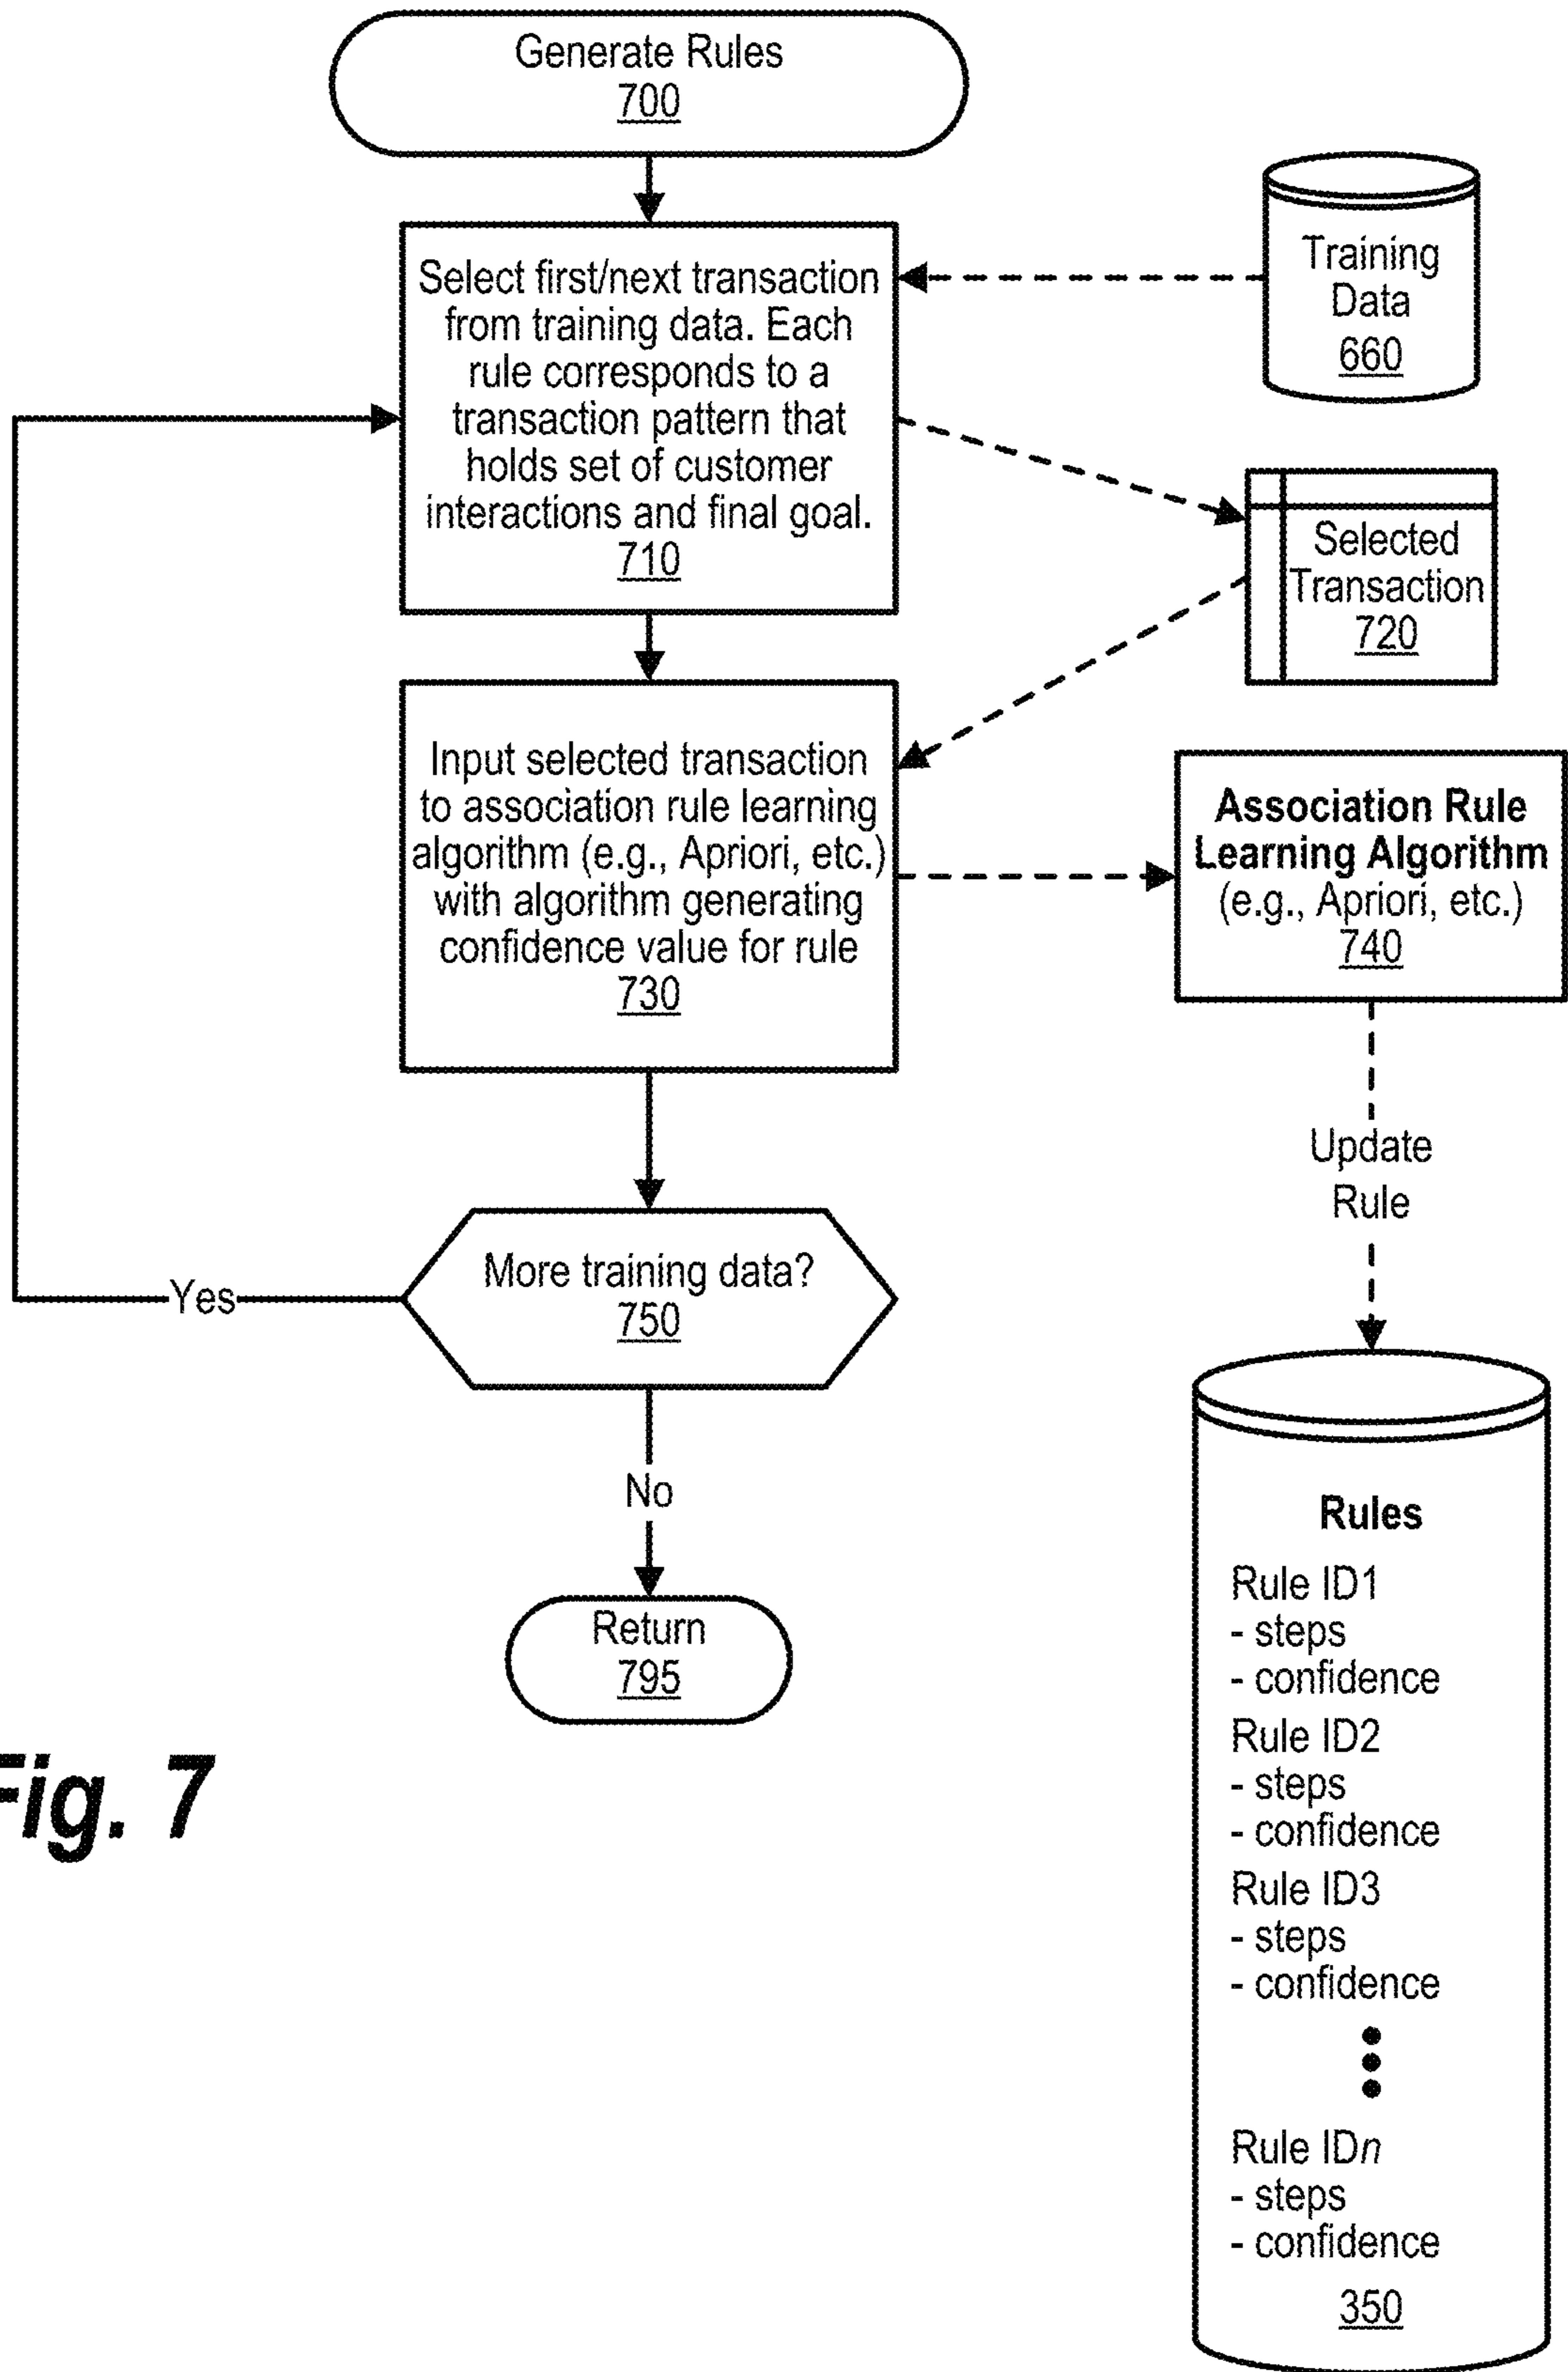 Generate Rules
700
Training
Data
660
Select first/next transaction
from training data. Each
rule corresponds to a
transaction pattern that
holds set of customer
interactions and final goal.
710
Selected
Transaction
720
Input selected transaction
to association rule learning
algorithm (e.g., Apriori, etc.)
with algorithm generating
confidence value for rule
730
Association Rule
Learning Algorithm
(e.g., Apriori, etc.)
740
Update
Rule
More training data?
750
Yes
No
Return
795
Rules
Rule ID1
- steps
- confidence
Rule ID2
- steps
- confidence
Rule ID3
- steps
- confidence
Rule IDn
- steps
- confidence
350
Fig. 7